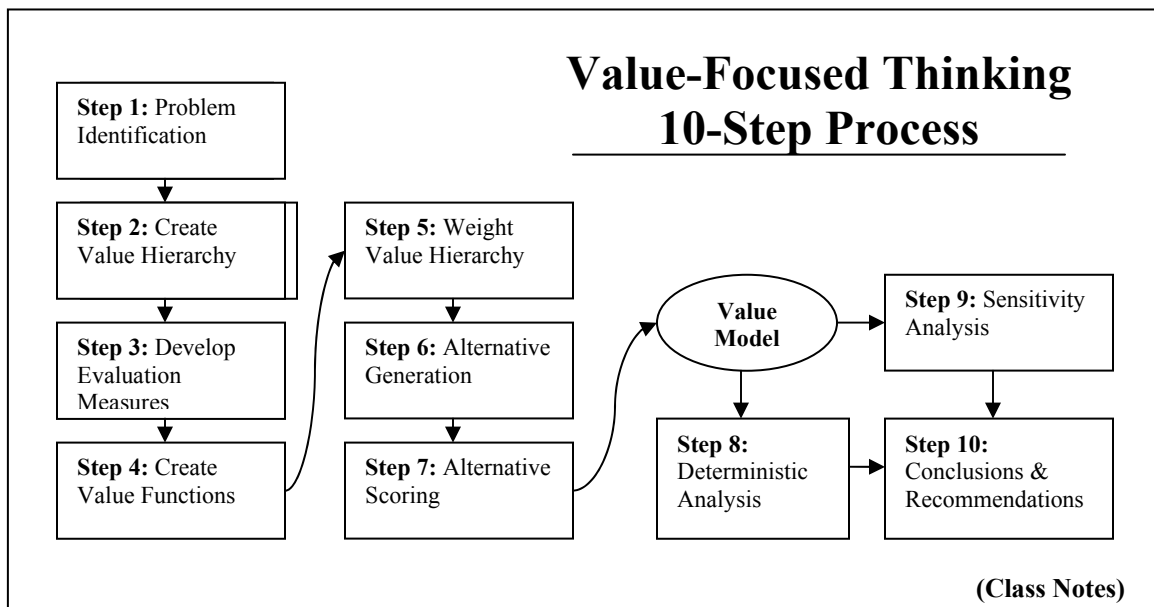 Value-Focused Thinking
10-Step Process
Step 1: Problem
Identification
Step 2: Create
Value Hierarchy
Step 3: Develop
Evaluation
Measures
Step 4: Create
Value Functions
Step 5: Weight
Value Hierarchy
Step 6: Alternative
Generation
Step 7: Alternative
Scoring
Value
Model
Step 8:
Deterministic
Analysis
Step 9: Sensitivity
Analysis
Step 10:
Conclusions &
Recommendations
(Class Notes)